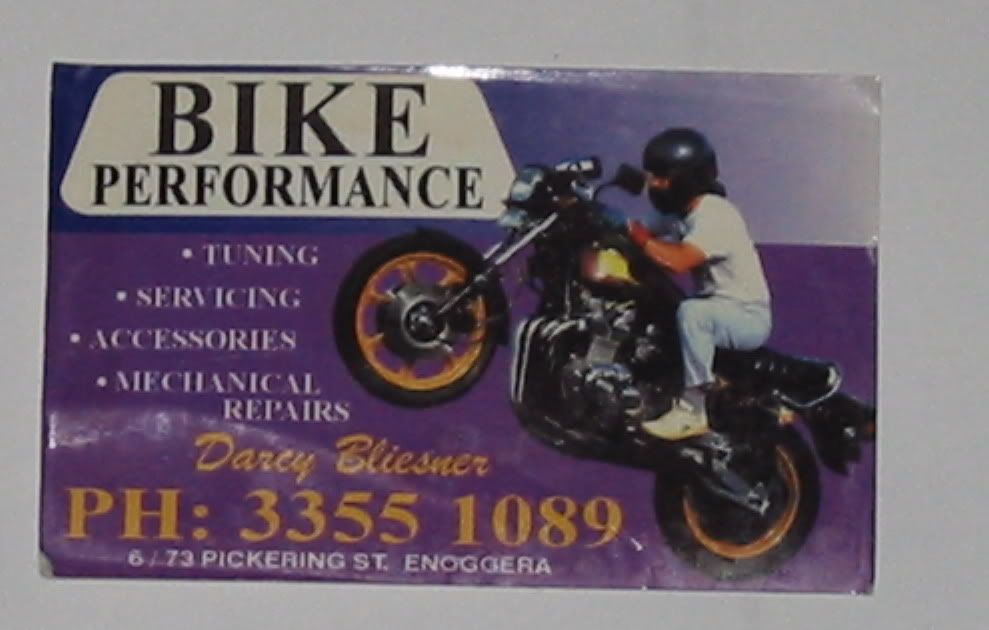 BIKE
PERFORMANCE
• TUNING
• SERVICING
• ACCESSORIES
• MECHANICAL
REPAIRS
Darcy Bliesner
PH: 3355 1089
6 / 73 PICKERING ST. ENOGGERA